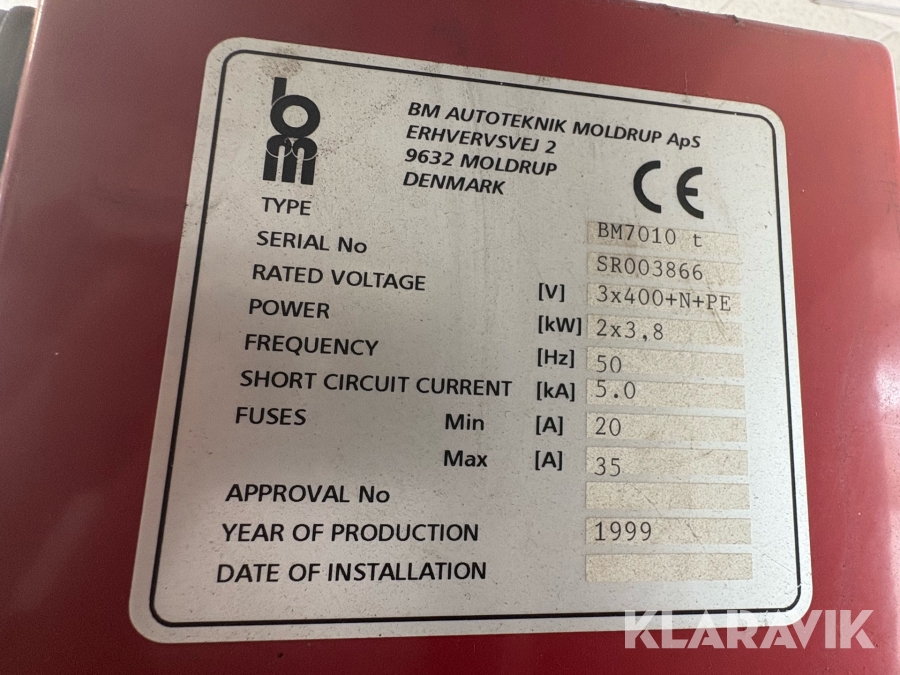 bm
BM AUTOTEKNIK MOLDRUP ApS
ERHVERVSVEJ 2
9632 MOLDRUP
DENMARK
CE
TYPE BM7010 t
SERIAL No SR003866
RATED VOLTAGE [V] 3x400+N+PE
POWER [kW] 2x3,8
FREQUENCY [Hz] 50
SHORT CIRCUIT CURRENT [kA] 5.0
FUSES Min [A] 20
Max [A] 35
APPROVAL No
YEAR OF PRODUCTION 1999
DATE OF INSTALLATION
KLARAVIK